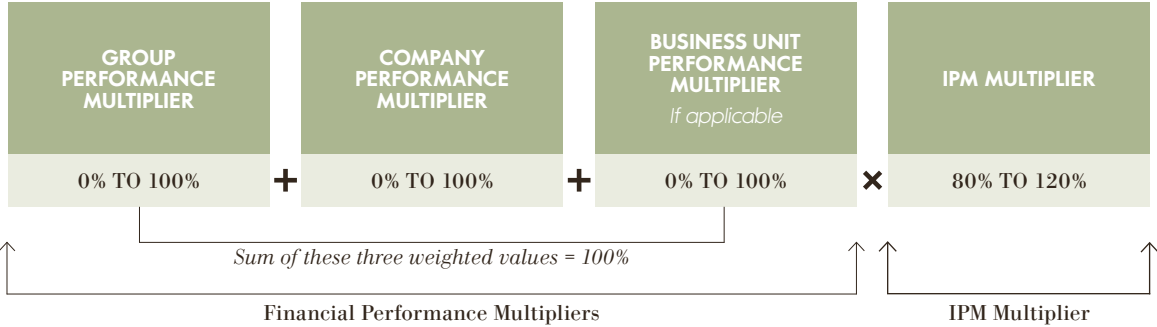 GROUP
PERFORMANCE
MULTIPLIER
COMPANY
PERFORMANCE
MULTIPLIER
BUSINESS UNIT
PERFORMANCE
MULTIPLIER
If applicable
IPM MULTIPLIER
0% TO 100%
+
0% TO 100%
+
0% TO 100%
×
80% TO 120%
Sum of these three weighted values = 100%
Financial Performance Multipliers
IPM Multiplier